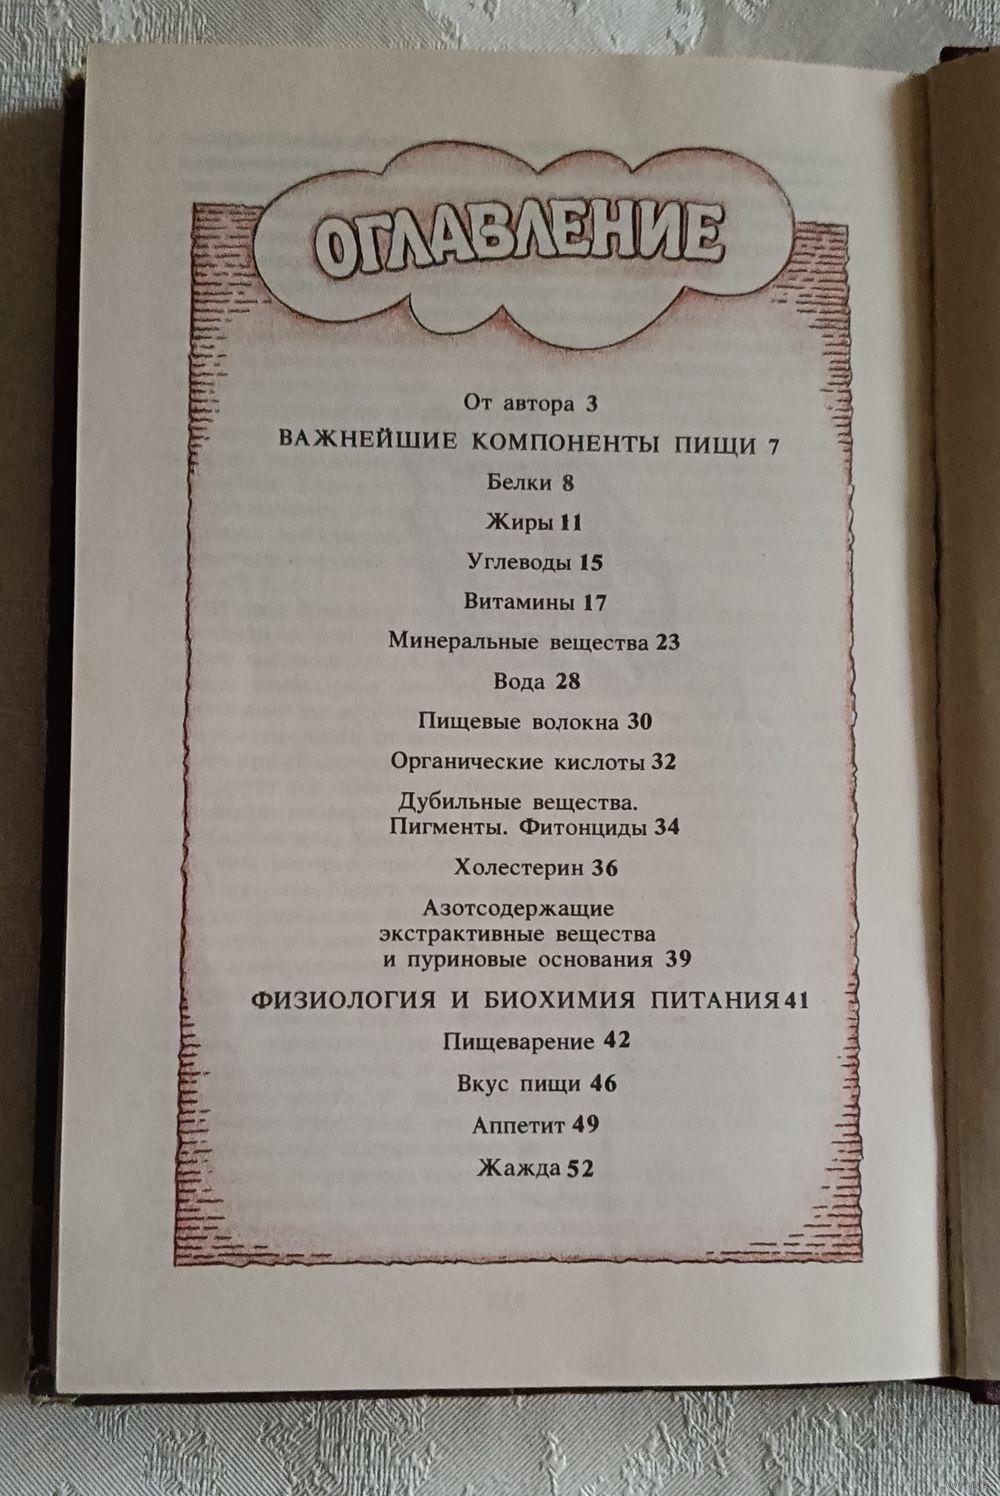 ОГЛАВЛЕНИЕ
От автора 3
ВАЖНЕЙШИЕ КОМПОНЕНТЫ ПИЩИ 7
Белки 8
Жиры 11
Углеводы 15
Витамины 17
Минеральные вещества 23
Вода 28
Пищевые волокна 30
Органические кислоты 32
Дубильные вещества.
Пигменты. Фитонциды 34
Холестерин 36
Азотсодержащие
экстрактивные вещества
и пуриновые основания 39
ФИЗИОЛОГИЯ И БИОХИМИЯ ПИТАНИЯ 41
Пищеварение 42
Вкус пищи 46
Аппетит 49
Жажда 52